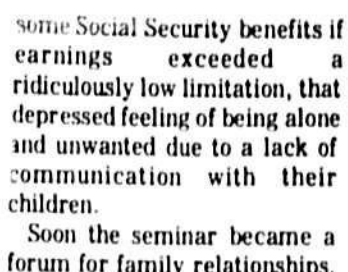 some Social Security benefits if
earnings exceeded a
ridiculously low limitation, that
depressed feeling of being alone
and unwanted due to a lack of
communication with their
children.
Soon the seminar became a
forum for family relationships.